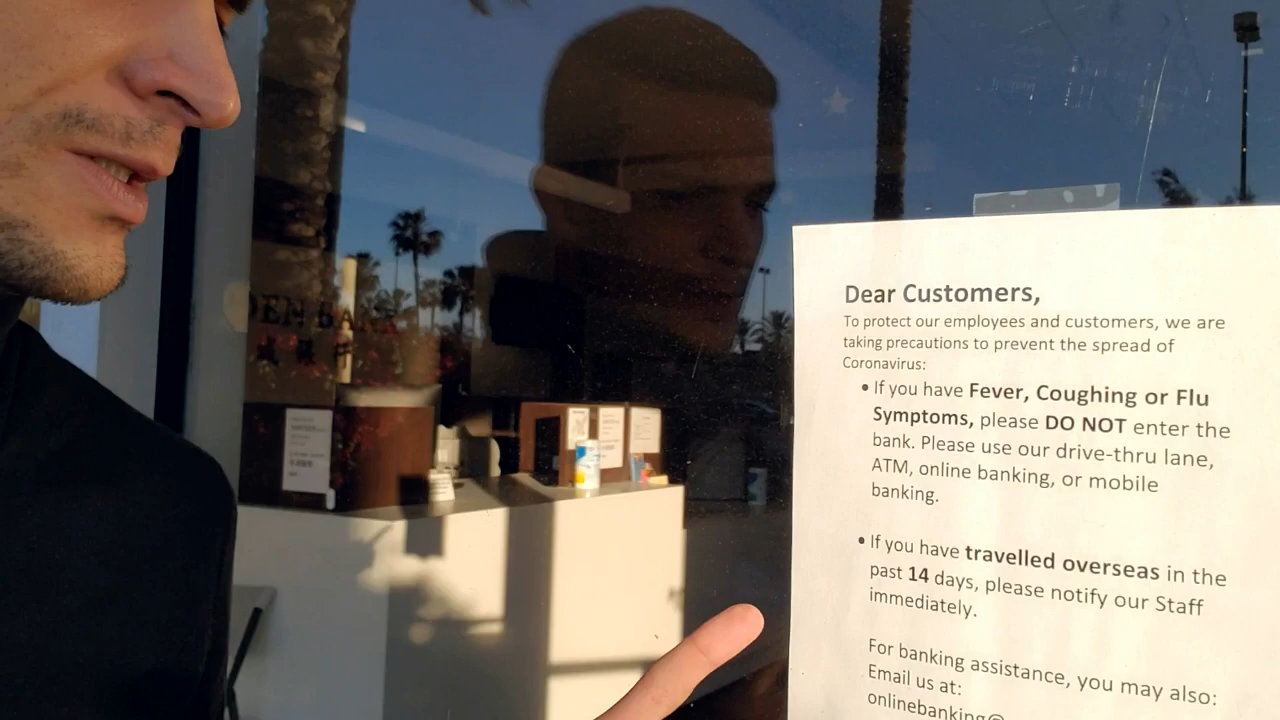 Dear Customers,
To protect our employees and customers, we are
taking precautions to prevent the spread of
Coronavirus:
• If you have Fever, Coughing or Flu
Symptoms, please DO NOT enter the
bank. Please use our drive-thru lane,
ATM, online banking, or mobile
banking.
• If you have travelled overseas in the
past 14 days, please notify our Staff
immediately.
For banking assistance, you may also:
Email us at:
onlinebanking@
DEN BANK